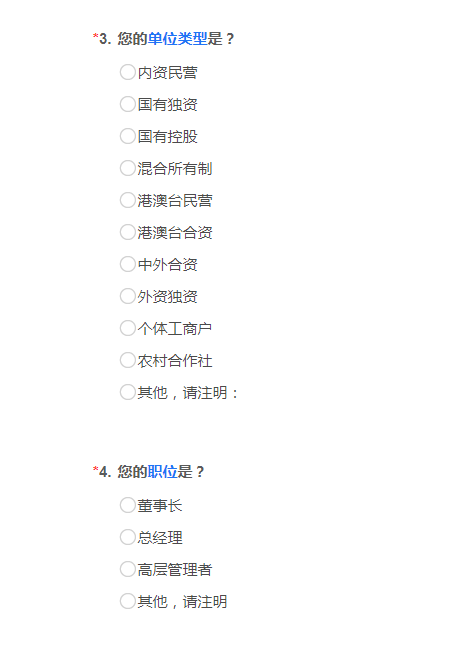 *3. 您的单位类型是？
内资民营
国有独资
国有控股
混合所有制
港澳台民营
港澳台合资
中外合资
外资独资
个体工商户
农村合作社
其他，请注明：
*4. 您的职位是？
董事长
总经理
高层管理者
其他，请注明